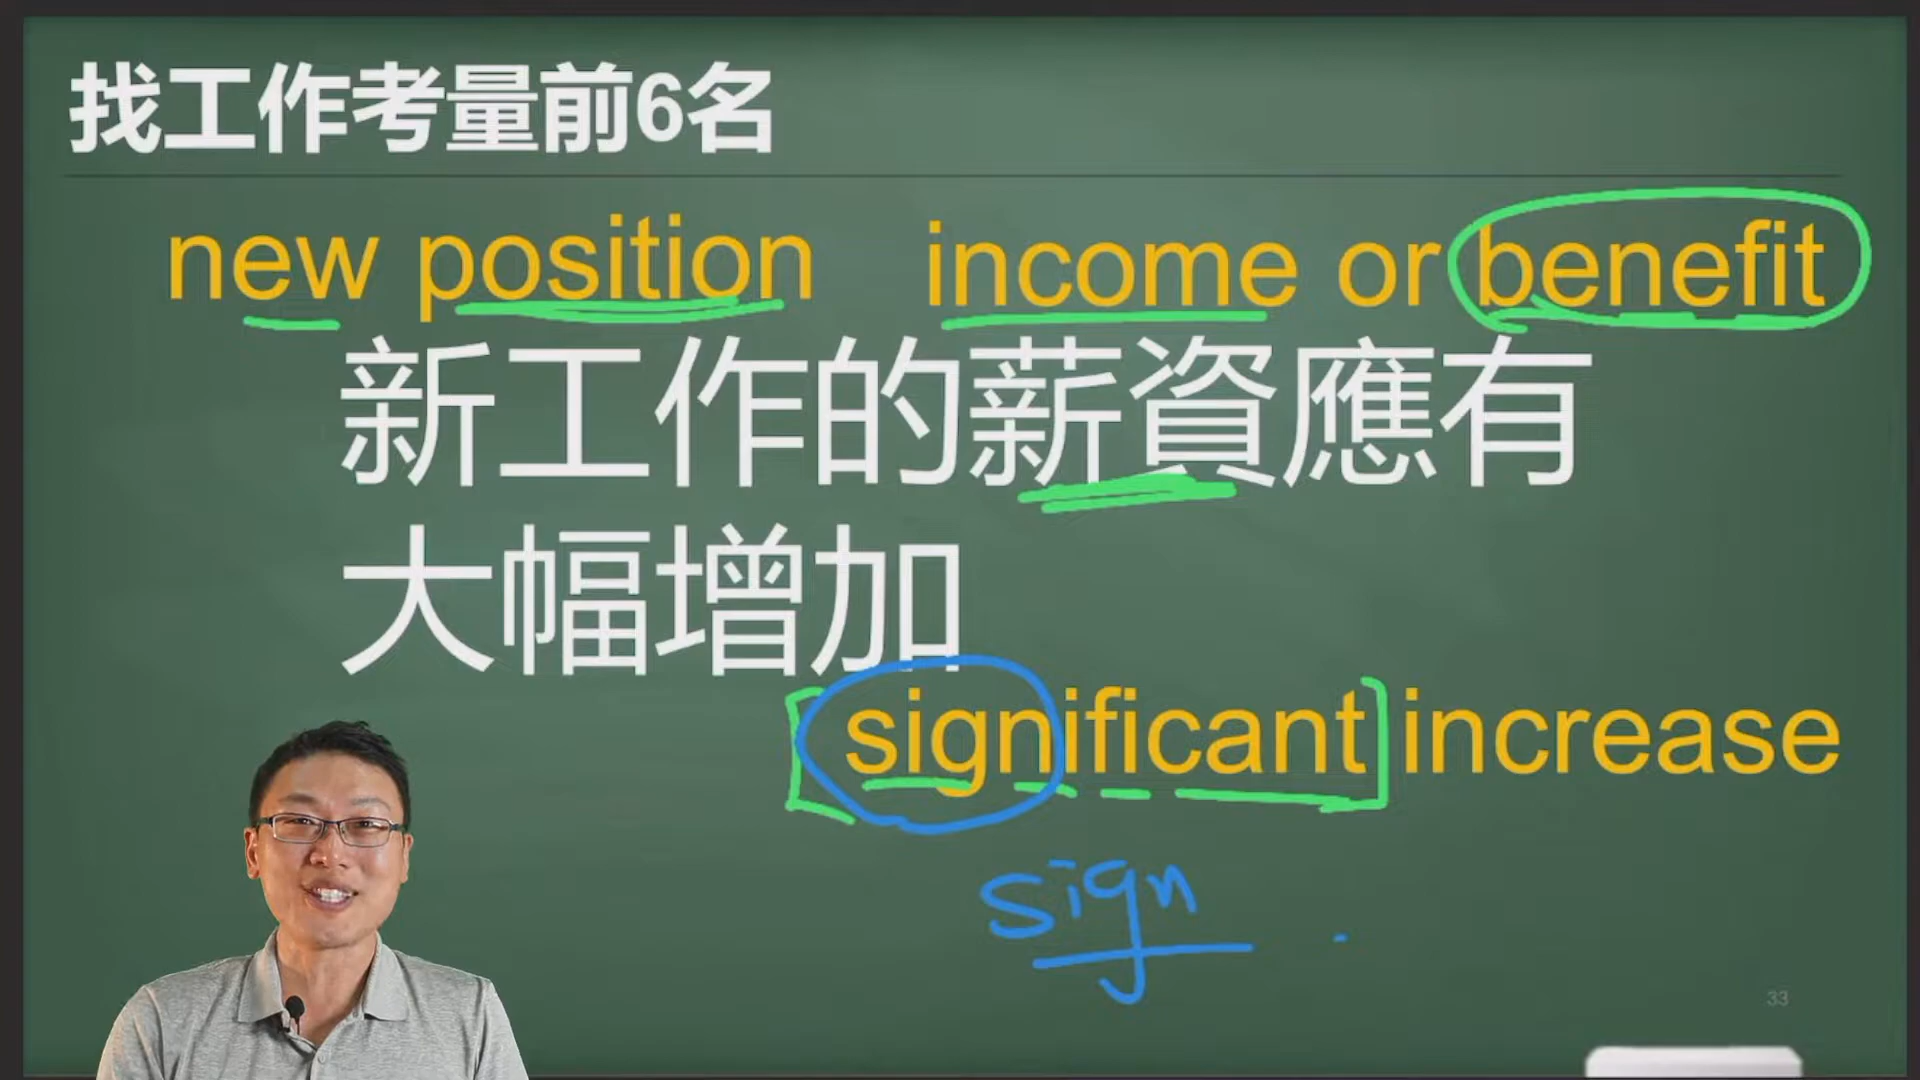 找工作考量前6名
new position income or benefit
新工作的薪資應有
大幅增加
significant increase
sign
33